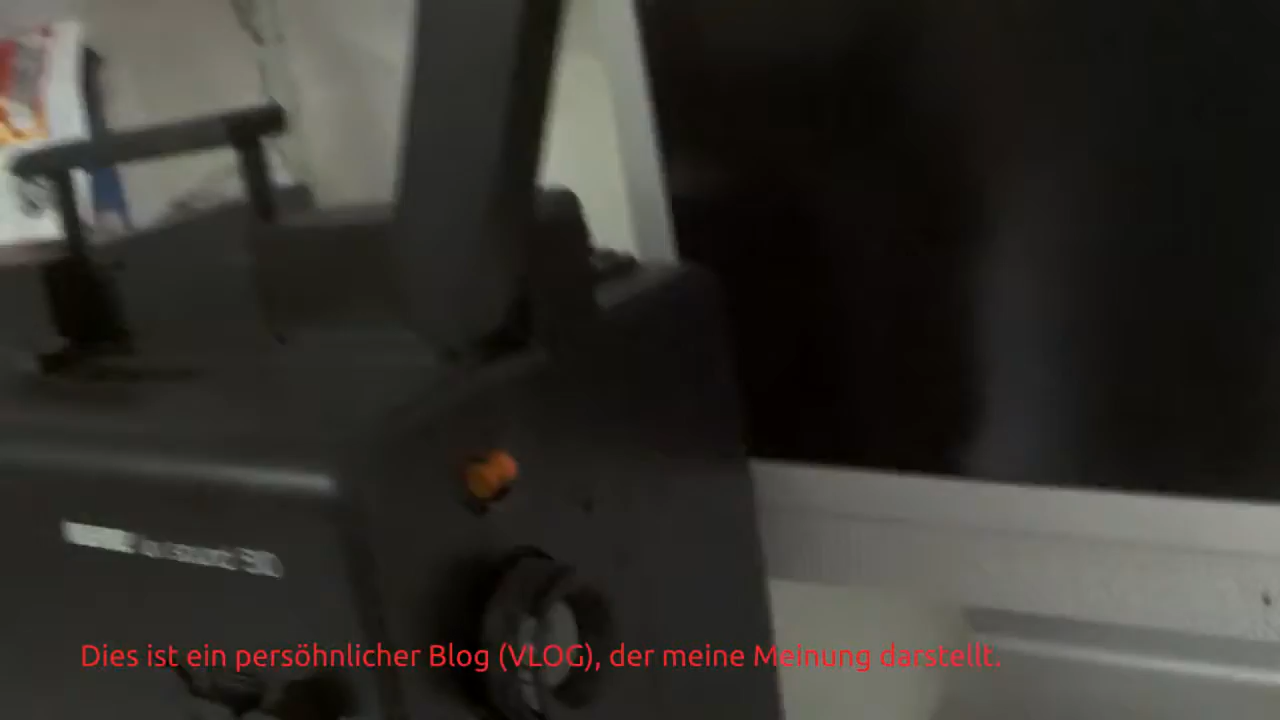 Dies ist ein persöhnlicher Blog (VLOG), der meine Meinung darstellt.